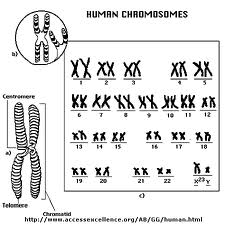 HUMAN CHROMOSOMES
b)
1 2 3 4 5
Centromere
6 7 8 9 10 11 12
a)
13 14 15 16 17 18
19 20 21 22 X 23 Y
Telomere
c)
Chromatid
http://www.accessexcellence.org/AB/GG/human.html